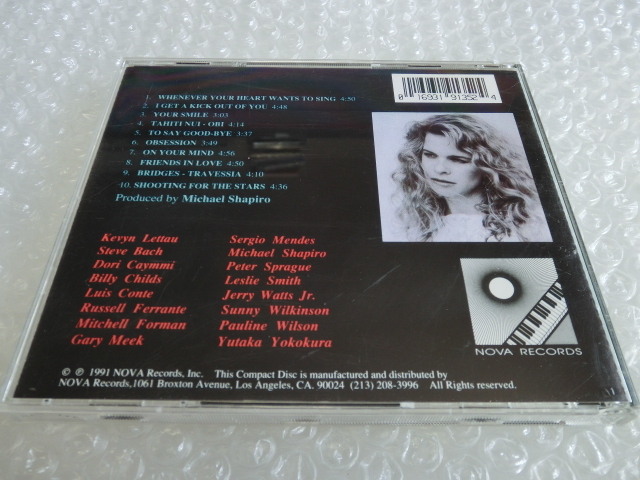 1. WHENEVER YOUR HEART WANTS TO SING 4:50
2. I GET A KICK OUT OF YOU 4:48
3. YOUR SMILE 3:03
4. TAHITI NUI - OBI 4:14
5. TO SAY GOOD-BYE 3:37
6. OBSESSION 3:49
7. ON YOUR MIND 4:56
8. FRIENDS IN LOVE 4:50
9. BRIDGES - TRAVESSIA 4:10
10. SHOOTING FOR THE STARS 4:36
Produced by Michael Shapiro
0 16931 91352 4
Kevyn Lettau
Steve Bach
Dori Caymmi
Billy Childs
Luis Conte
Russell Ferrante
Mitchell Forman
Gary Meek
Sergio Mendes
Michael Shapiro
Peter Sprague
Leslie Smith
Jerry Watts Jr.
Sunny Wilkinson
Pauline Wilson
Yutaka Yokokura
NOVA RECORDS
© ℗ 1991 NOVA Records, Inc. This Compact Disc is manufactured and distributed by
NOVA Records,1061 Broxton Avenue, Los Angeles, CA. 90024 (213) 208-3996 All Rights reserved.